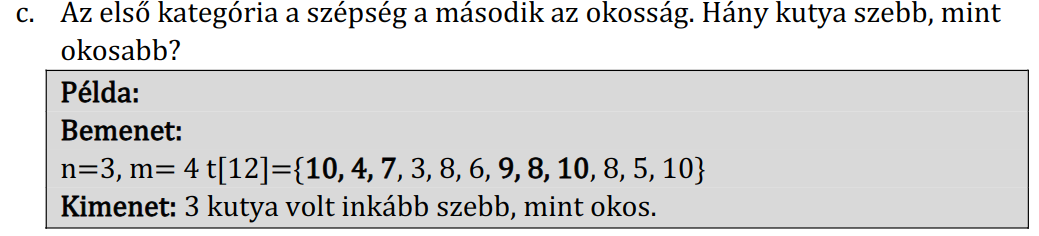 c. Az első kategória a szépség a második az okosság. Hány kutya szebb, mint
okosabb?
Példa:
Bemenet:
n=3, m= 4 t[12]={10, 4, 7, 3, 8, 6, 9, 8, 10, 8, 5, 10}
Kimenet: 3 kutya volt inkább szebb, mint okos.